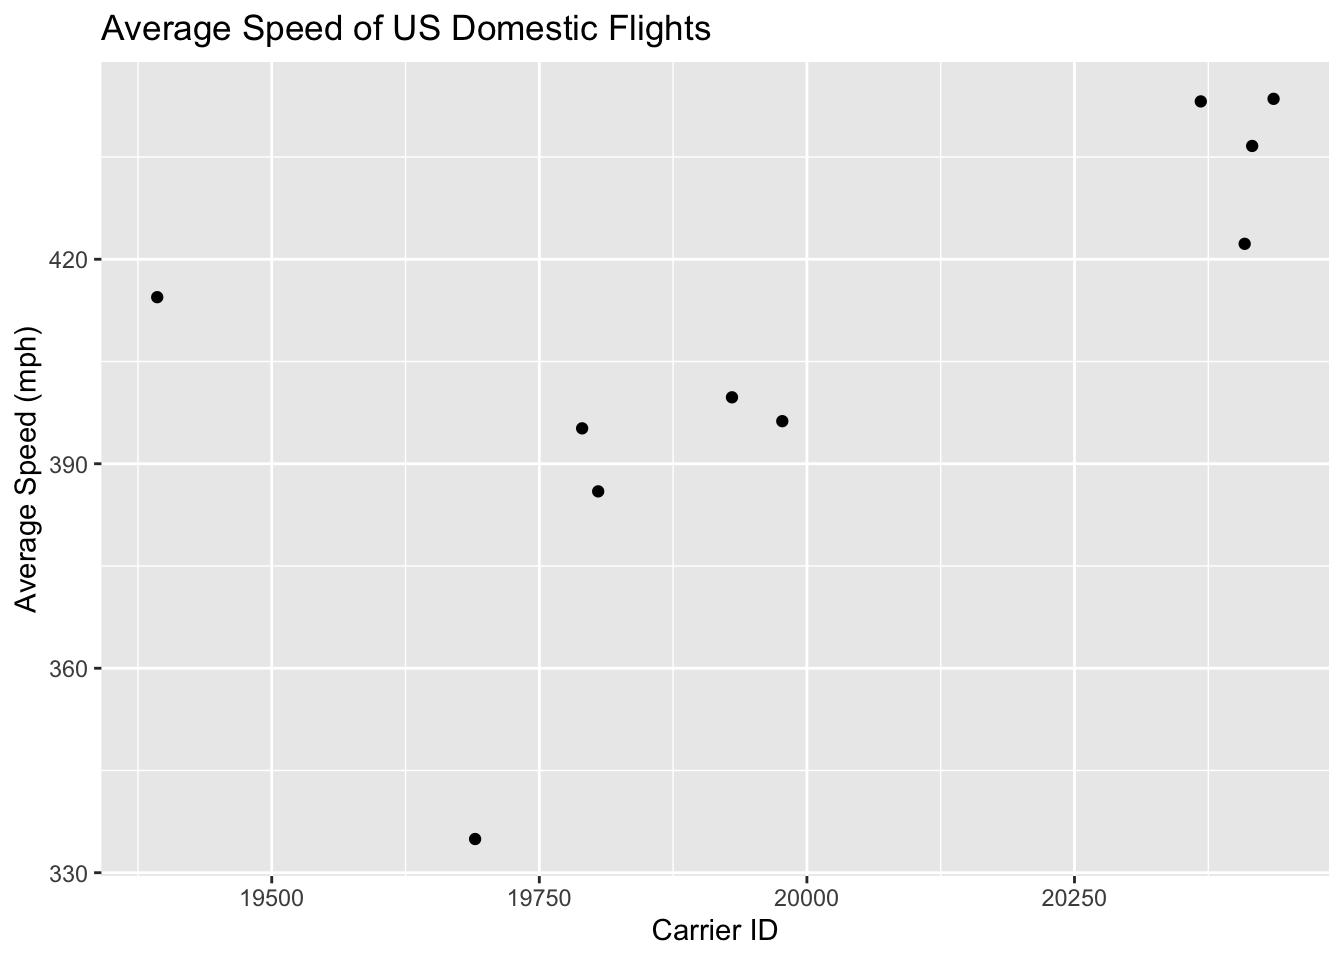 Average Speed of US Domestic Flights
Average Speed (mph)
420
390
360
330
19500 19750 20000 20250
Carrier ID